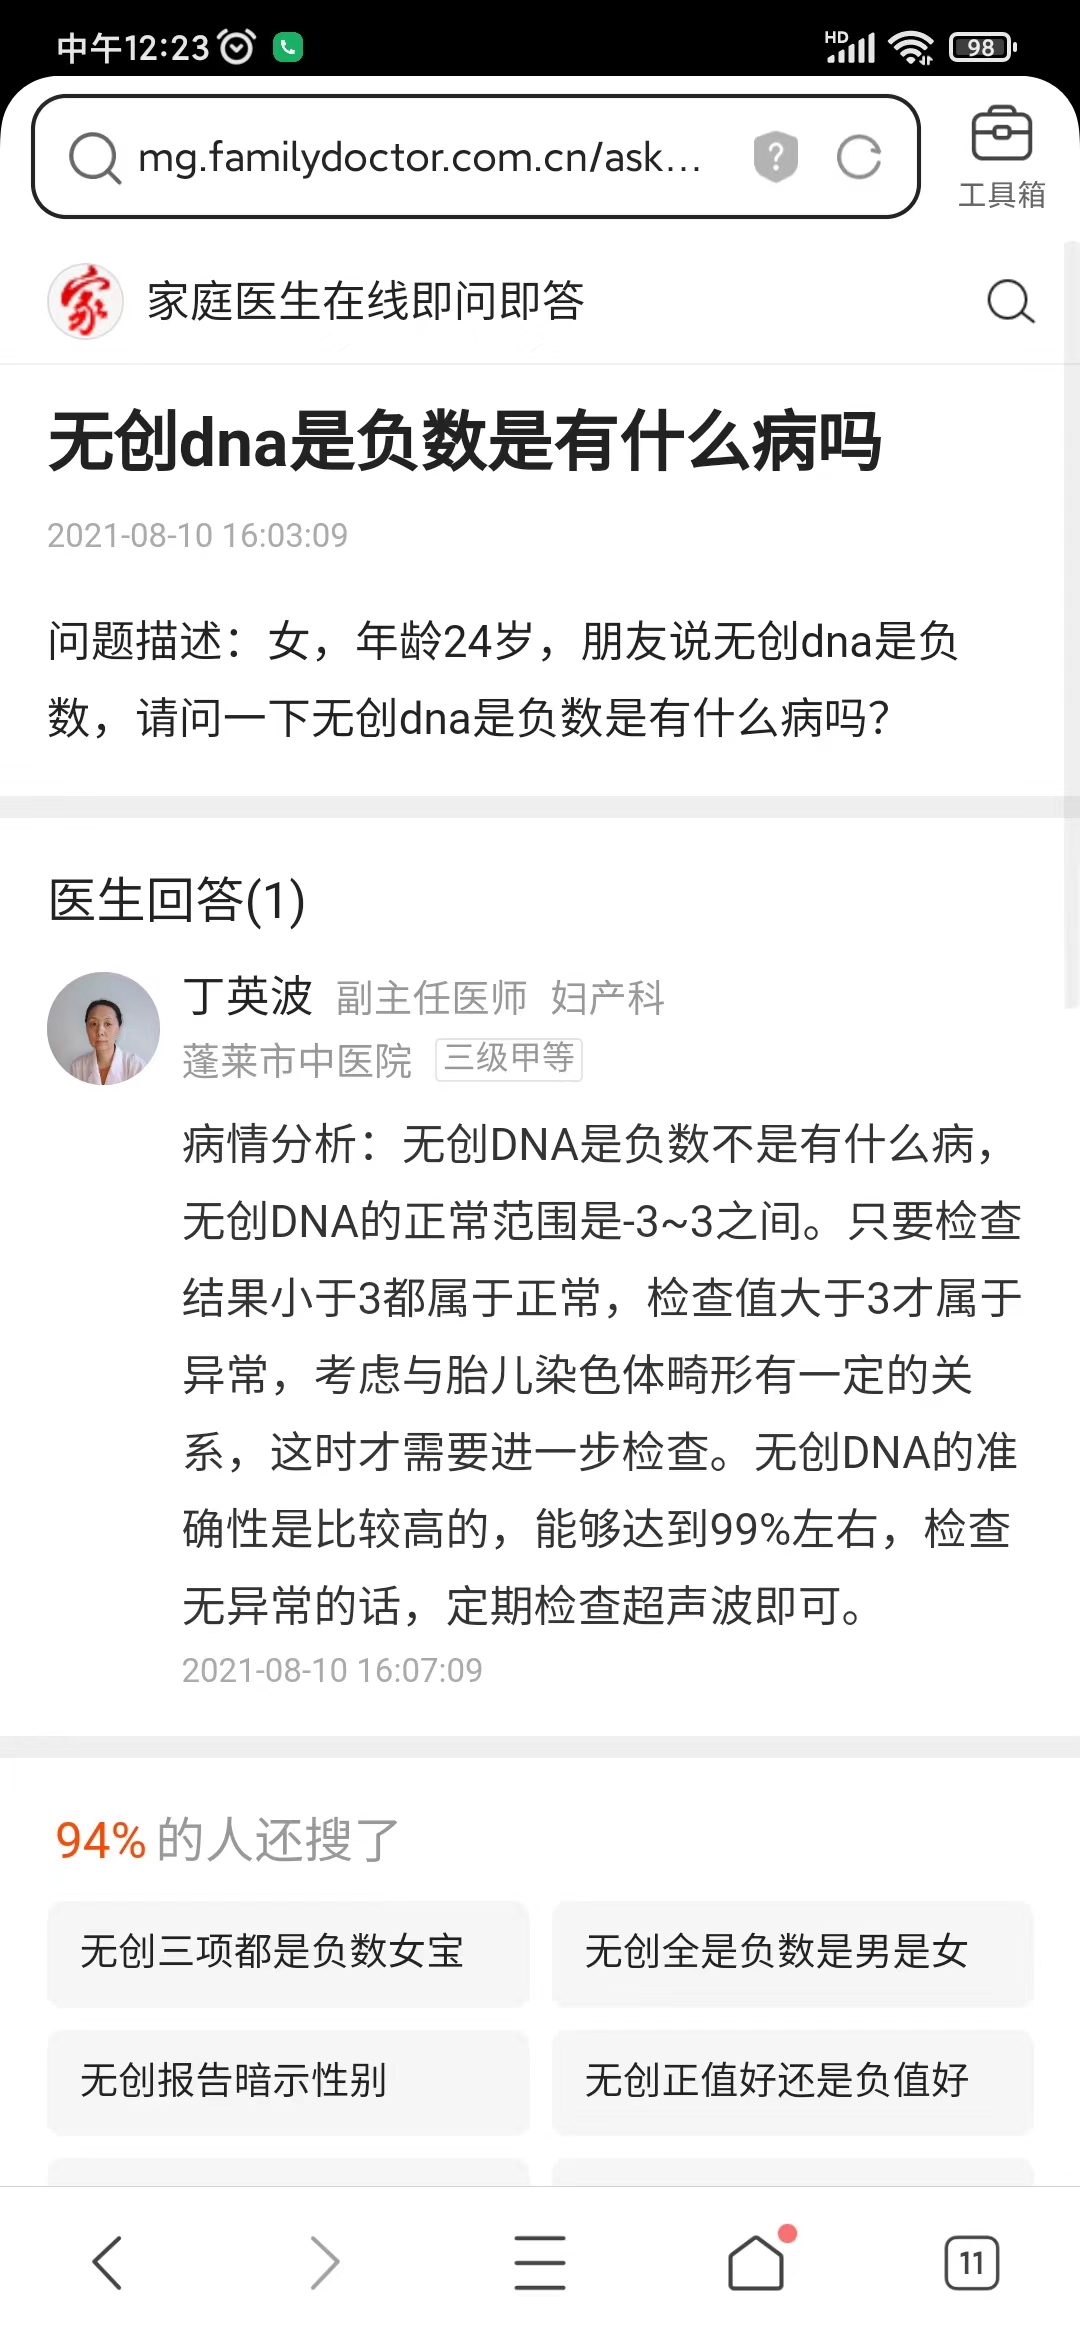 中午12:23
HD
98
mg.familydoctor.com.cn/ask...
工具箱
家
家庭医生在线即问即答
无创dna是负数是有什么病吗
2021-08-10 16:03:09
问题描述：女，年龄24岁，朋友说无创dna是负
数，请问一下无创dna是负数是有什么病吗？
医生回答(1)
丁英波 副主任医师 妇产科
蓬莱市中医院 三级甲等
病情分析：无创DNA是负数不是有什么病，
无创DNA的正常范围是-3~3之间。只要检查
结果小于3都属于正常，检查值大于3才属于
异常，考虑与胎儿染色体畸形有一定的关
系，这时才需要进一步检查。无创DNA的准
确性是比较高的，能够达到99%左右，检查
无异常的话，定期检查超声波即可。
2021-08-10 16:07:09
94%的人还搜了
无创三项都是负数女宝
无创全是负数是男是女
无创报告暗示性别
无创正值好还是负值好
11